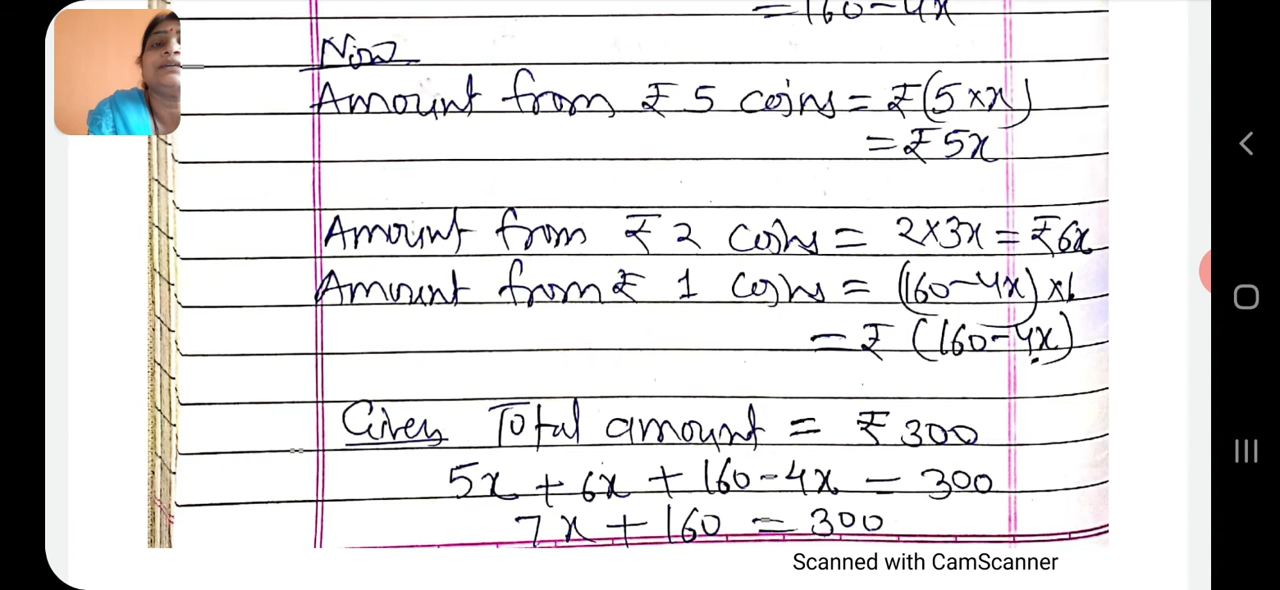 = 160-4x
Now
Amount from ₹ 5 coins = ₹(5×x)
= ₹5x
Amount from ₹ 2 coins = 2×3x = ₹6x
Amount from ₹ 1 coins = (160-4x)×1
= ₹ (160-4x)
Given Total amount = ₹ 300
5x + 6x + 160-4x = 300
7x + 160 = 300
Scanned with CamScanner